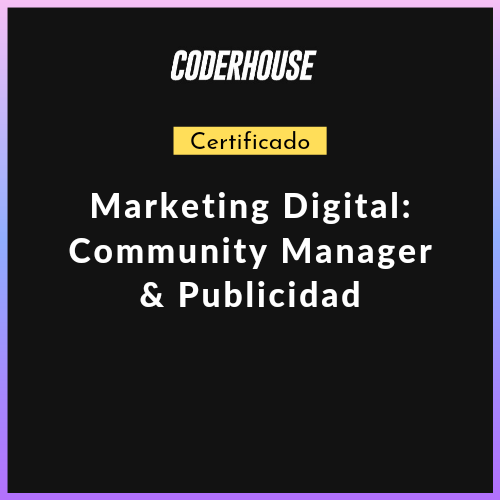 CODERHOUSE
Certificado
Marketing Digital:
Community Manager
& Publicidad